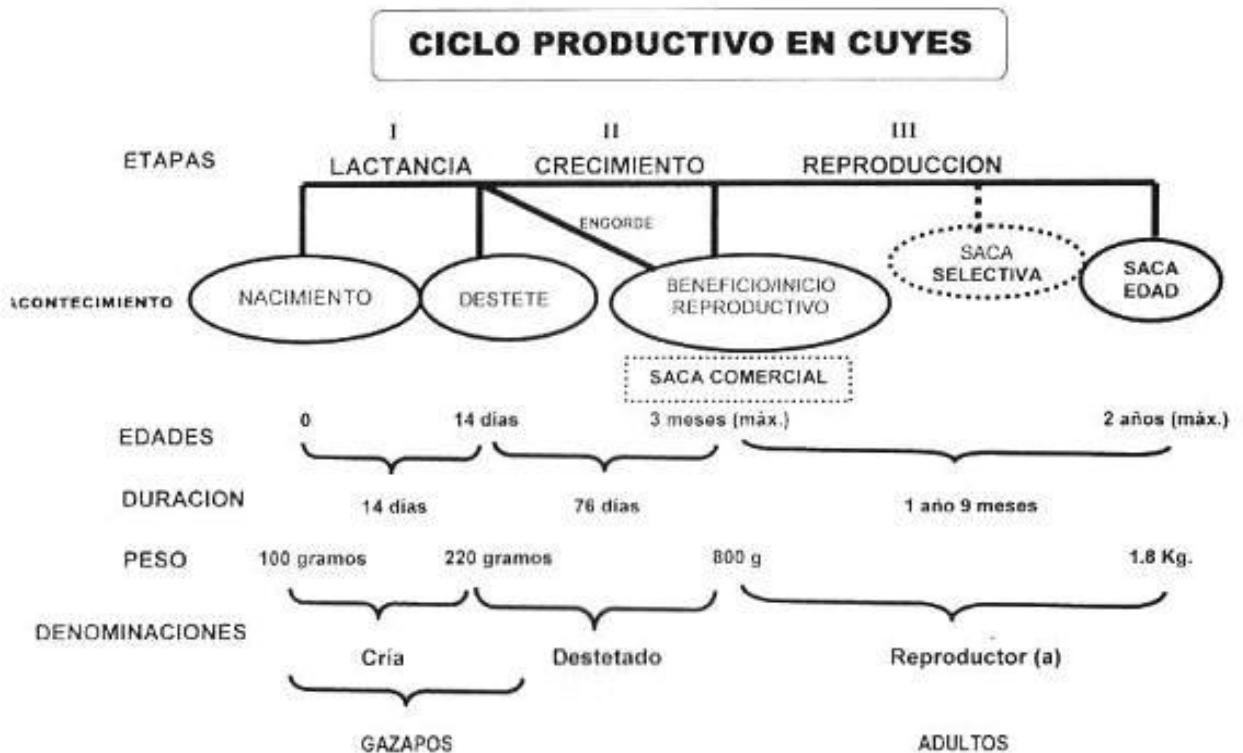 CICLO PRODUCTIVO EN CUYES
I II III
ETAPAS LACTANCIA CRECIMIENTO REPRODUCCION
ENGORDE
ACONTECIMIENTO NACIMIENTO DESTETE BENEFICIO/INICIO REPRODUCTIVO SACA SELECTIVA SACA EDAD
SACA COMERCIAL
EDADES 0 14 días 3 meses (máx.) 2 años (máx.)
DURACION 14 días 76 días 1 año 9 meses
PESO 100 gramos 220 gramos 800 g 1.8 Kg.
DENOMINACIONES
Cría Destetado Reproductor (a)
GAZAPOS ADULTOS